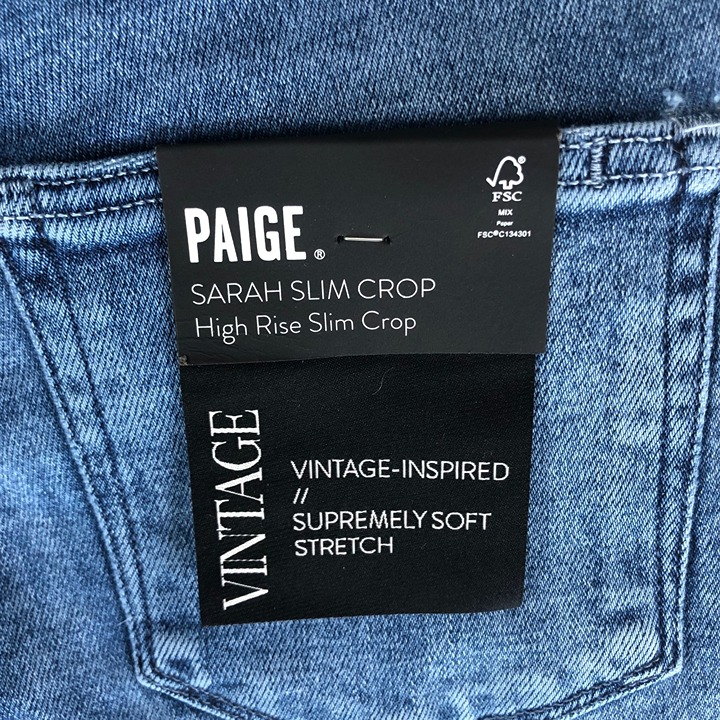 PAIGE®
SARAH SLIM CROP
High Rise Slim Crop
FSC
MIX
Paper
FSC®C134301
VINTAGE
VINTAGE-INSPIRED
//
SUPREMELY SOFT
STRETCH